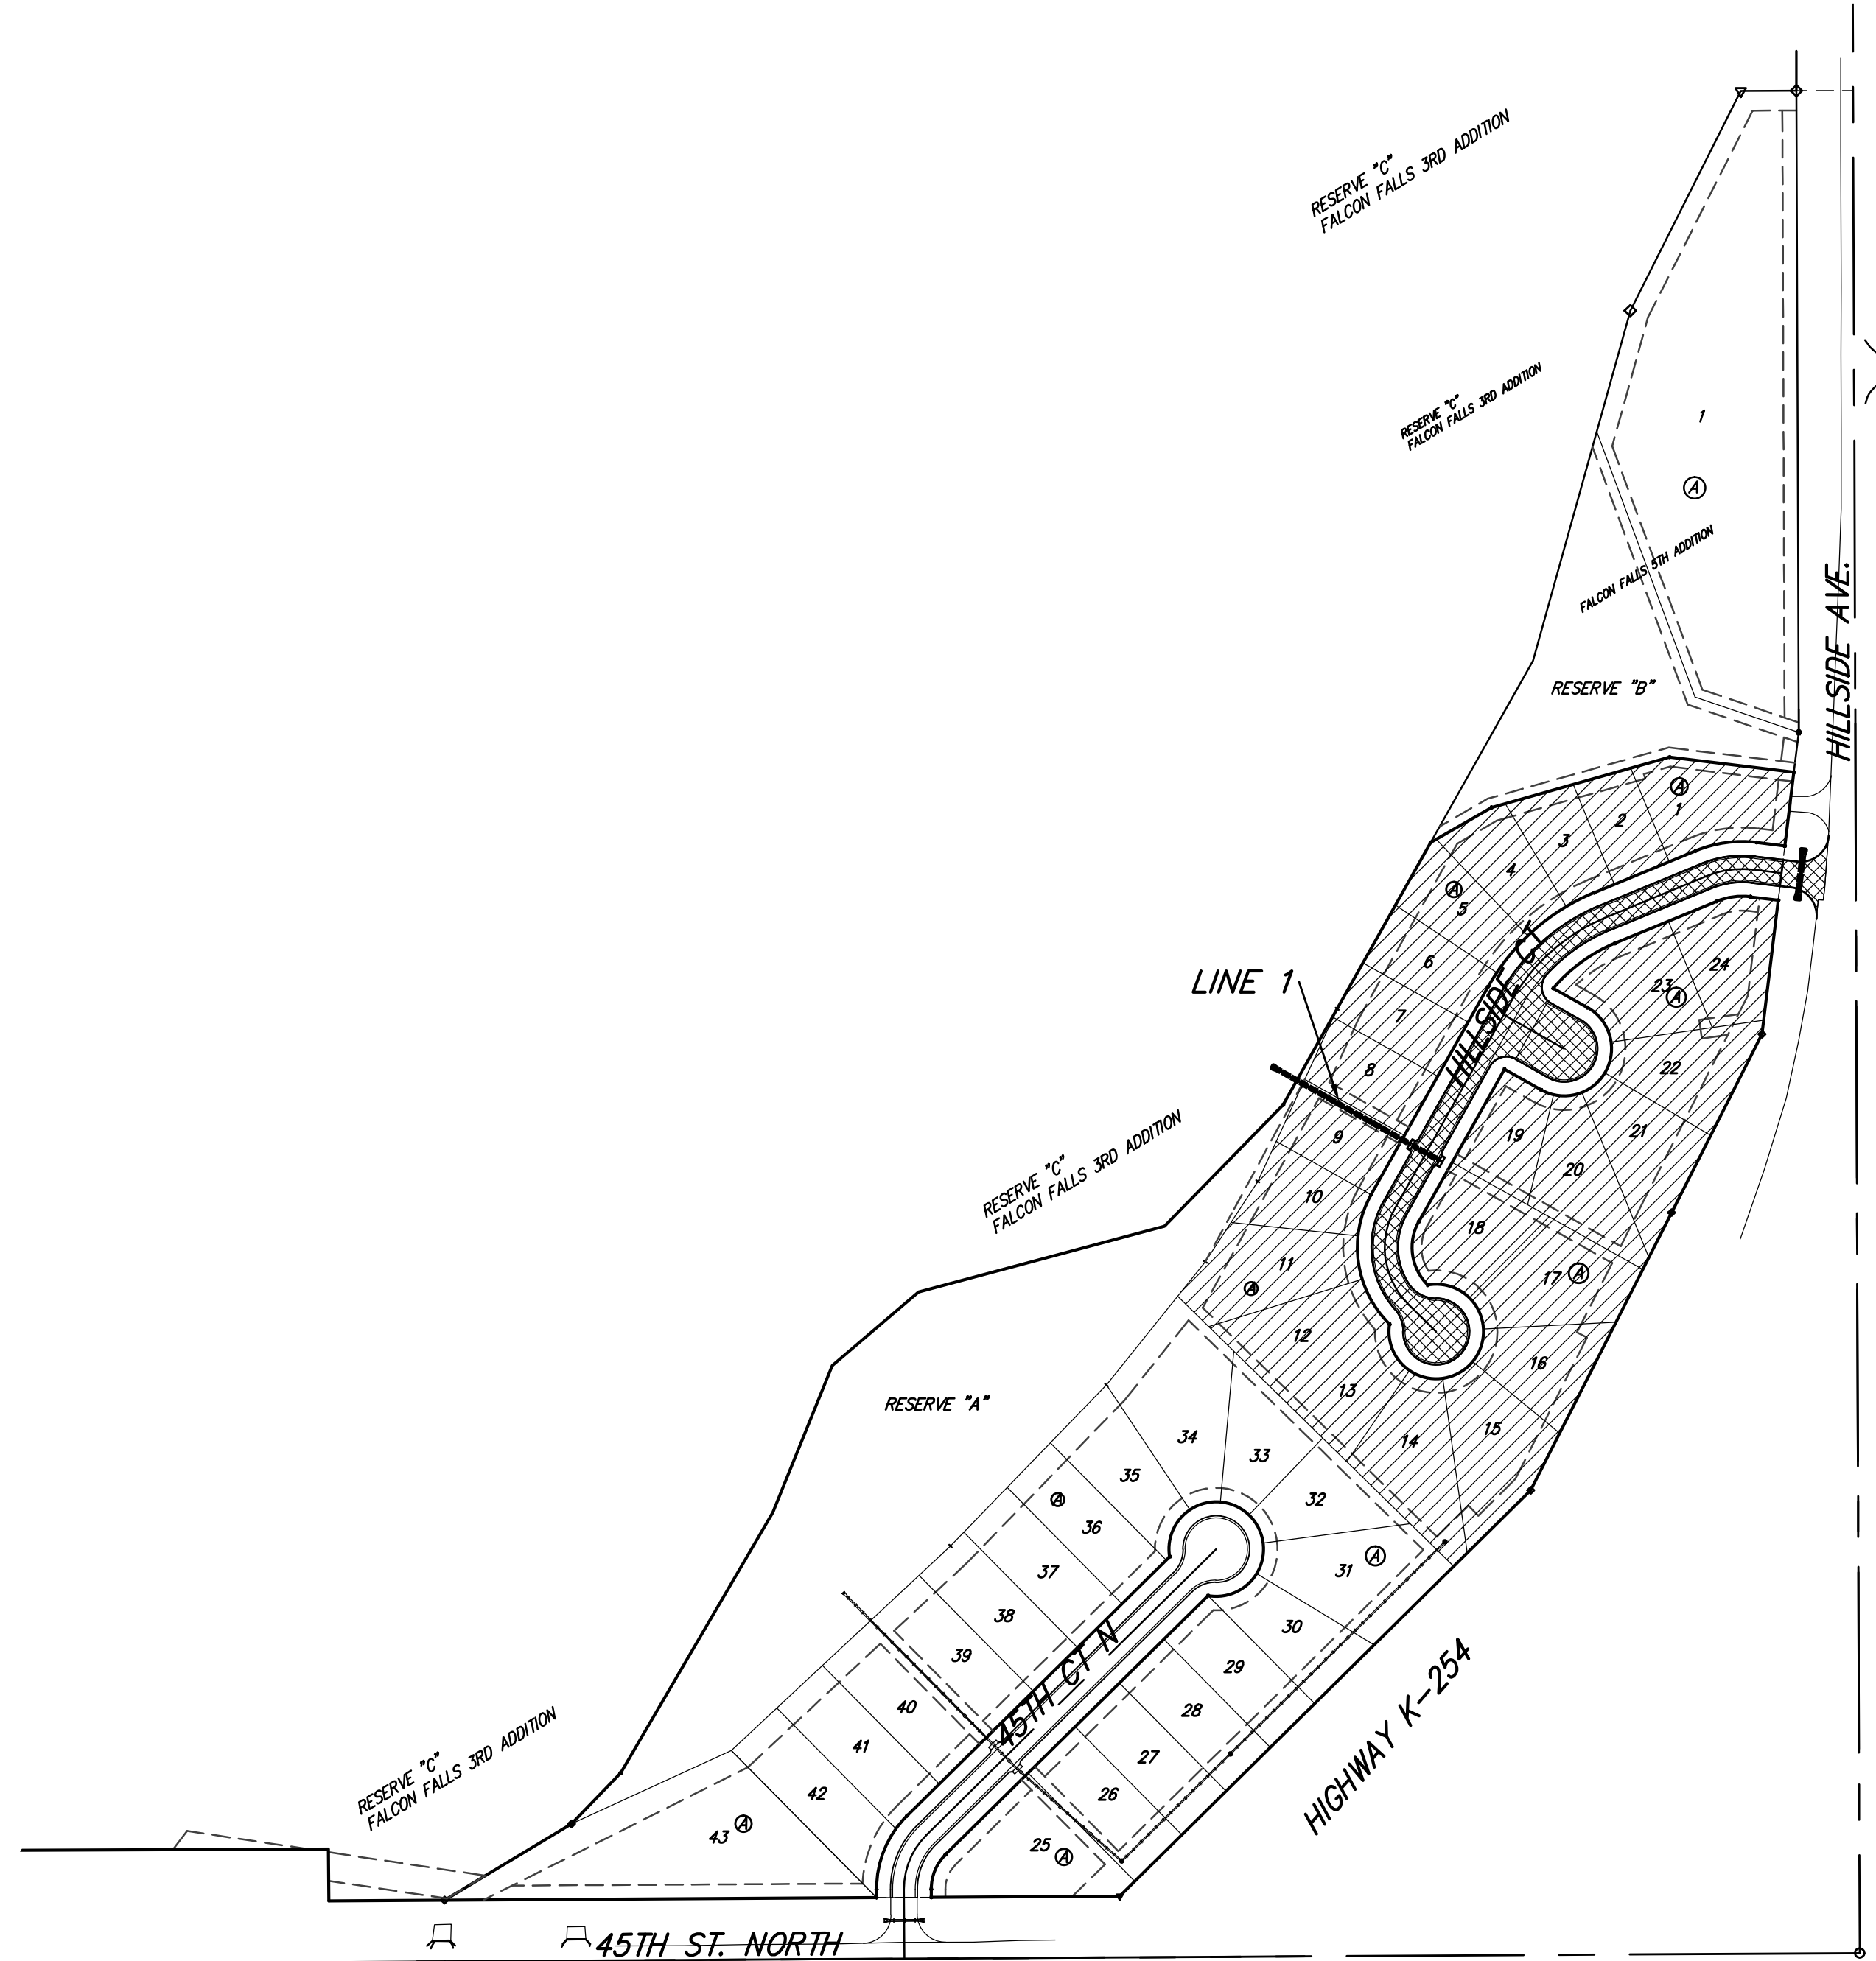 RESERVE "C"
FALCON FALLS 3RD ADDITION
RESERVE "C"
FALCON FALLS 3RD ADDITION
1
A
FALCON FALLS 5TH ADDITION
HILLSIDE AVE.
RESERVE "B"
A
1
2
3
4
A
5
6
7
8
LINE 1
HILLSIDE CT
24
23
A
22
21
20
19
RESERVE "C"
FALCON FALLS 3RD ADDITION
9
10
11
A
12
13
14
15
16
17
A
18
RESERVE "A"
34
33
35
32
A
36
31
A
37
30
38
29
39
28
40
27
41
26
42
25
A
43
A
45TH CT N
HIGHWAY K-254
RESERVE "C"
FALCON FALLS 3RD ADDITION
45TH ST. NORTH